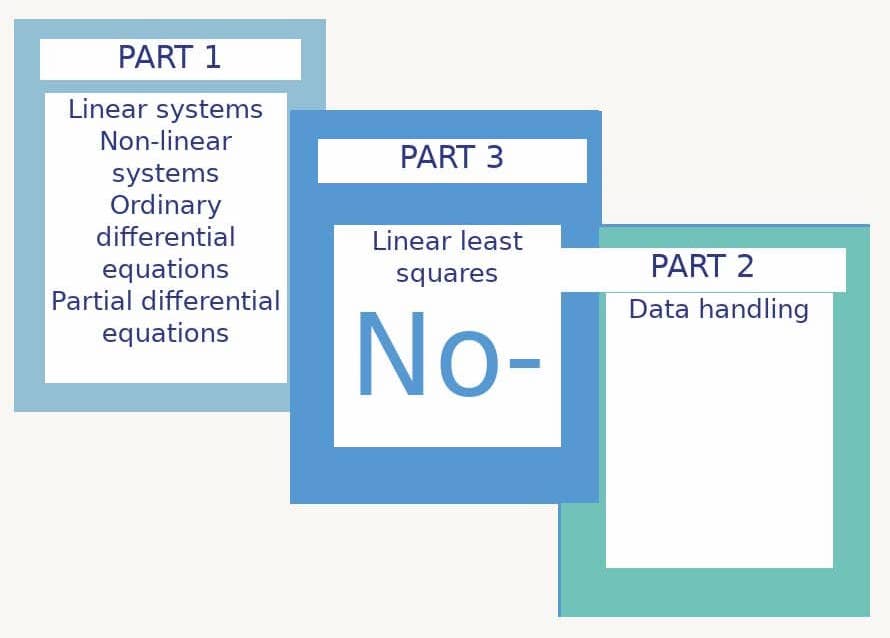 PART 1
Linear systems
Non-linear
systems
Ordinary
differential
equations
Partial differential
equations
PART 3
Linear least
squares
No-
PART 2
Data handling